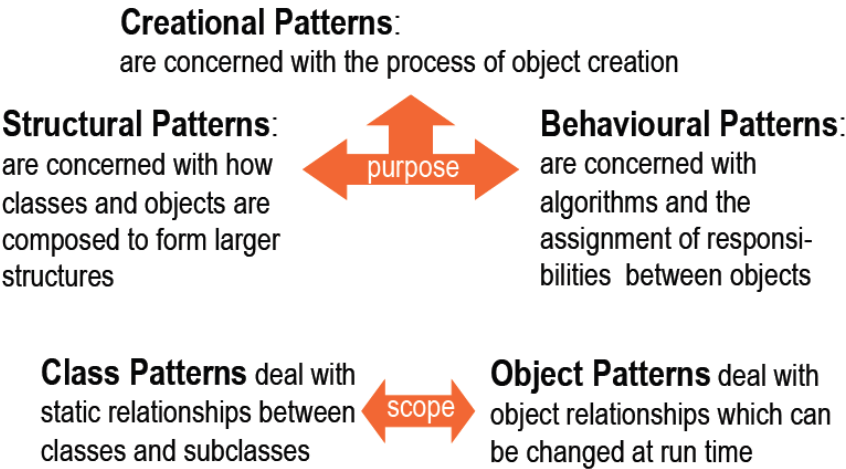 Creational Patterns:
are concerned with the process of object creation
Structural Patterns:
are concerned with how
classes and objects are
composed to form larger
structures
purpose
Behavioural Patterns:
are concerned with
algorithms and the
assignment of responsi-
bilities between objects
Class Patterns deal with
static relationships between
classes and subclasses
scope
Object Patterns deal with
object relationships which can
be changed at run time